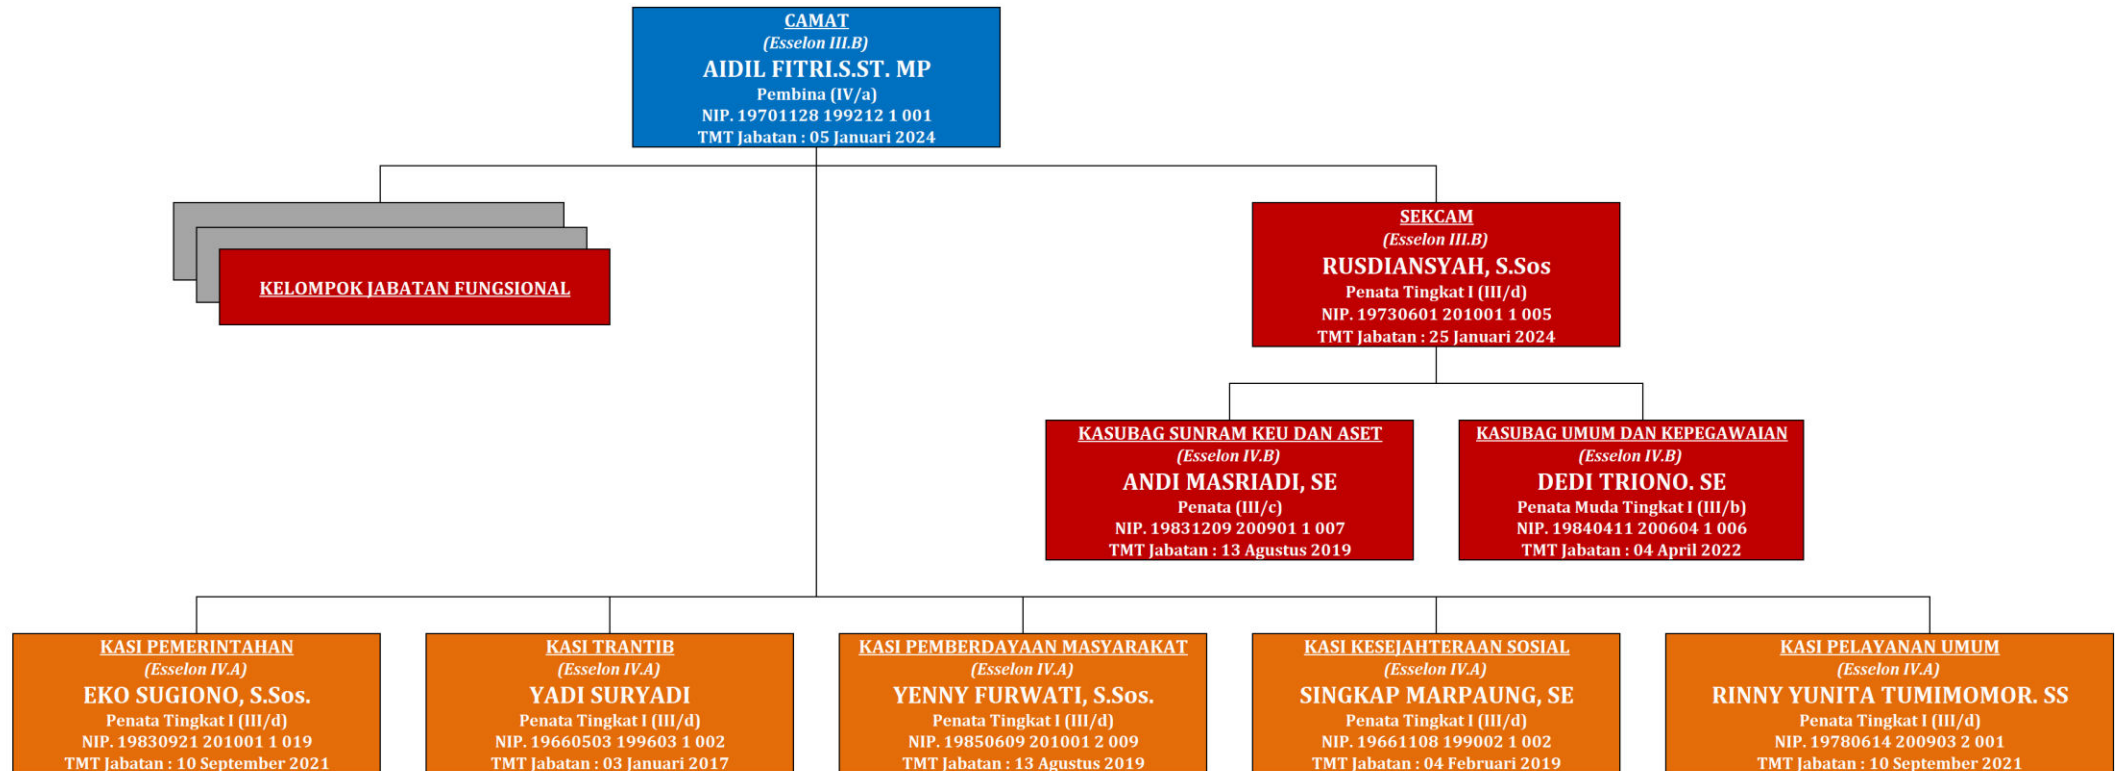 CAMAT
(Esselon III.B)
AIDIL FITRI.S.ST. MP
Pembina (IV/a)
NIP. 19701128 199212 1 001
TMT Jabatan : 05 Januari 2024
KELOMPOK JABATAN FUNGSIONAL
SEKCAM
(Esselon III.B)
RUSDIANSYAH, S.Sos
Penata Tingkat I (III/d)
NIP. 19730601 201001 1 005
TMT Jabatan : 25 Januari 2024
KASUBAG SUNRAM KEU DAN ASET
(Esselon IV.B)
ANDI MASRIADI, SE
Penata (III/c)
NIP. 19831209 200901 1 007
TMT Jabatan : 13 Agustus 2019
KASUBAG UMUM DAN KEPEGAWAIAN
(Esselon IV.B)
DEDI TRIONO. SE
Penata Muda Tingkat I (III/b)
NIP. 19840411 200604 1 006
TMT Jabatan : 04 April 2022
KASI PEMERINTAHAN
(Esselon IV.A)
EKO SUGIONO, S.Sos.
Penata Tingkat I (III/d)
NIP. 19830921 201001 1 019
TMT Jabatan : 10 September 2021
KASI TRANTIB
(Esselon IV.A)
YADI SURYADI
Penata Tingkat I (III/d)
NIP. 19660503 199603 1 002
TMT Jabatan : 03 Januari 2017
KASI PEMBERDAYAAN MASYARAKAT
(Esselon IV.A)
YENNY FURWATI, S.Sos.
Penata Tingkat I (III/d)
NIP. 19850609 201001 2 009
TMT Jabatan : 13 Agustus 2019
KASI KESEJAHTERAAN SOSIAL
(Esselon IV.A)
SINGKAP MARPAUNG, SE
Penata Tingkat I (III/d)
NIP. 19661108 199002 1 002
TMT Jabatan : 04 Februari 2019
KASI PELAYANAN UMUM
(Esselon IV.A)
RINNY YUNITA TUMIMOMOR. SS
Penata Tingkat I (III/d)
NIP. 19780614 200903 2 001
TMT Jabatan : 10 September 2021